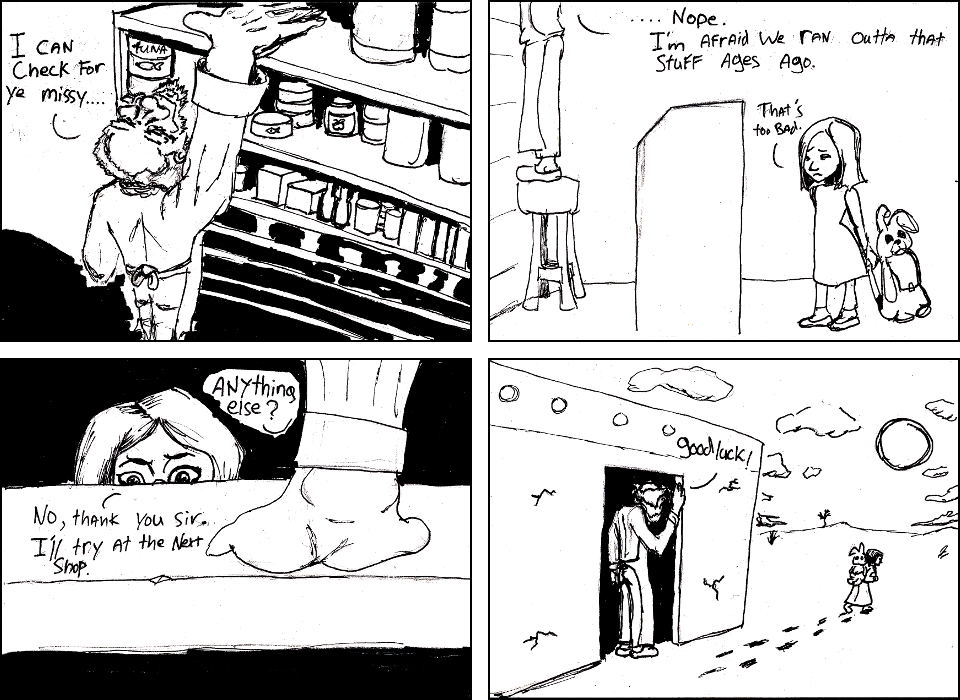 I CAN
Check For
ye missy....
TUNA
.... Nope.
I'm Afraid We ran outta that
Stuff Ages Ago.
That's
too Bad.
ANYthing
else?
No, thank you sir.
I'll try at the Next
Shop.
good luck!